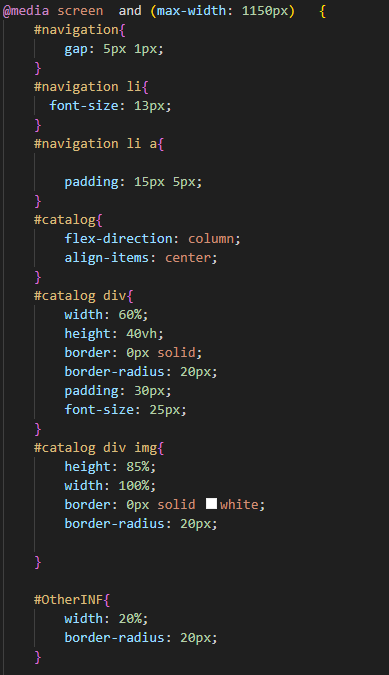 @media screen  and (max-width: 1150px)   {
    #navigation{
        gap: 5px 1px;
    }
    #navigation li{
      font-size: 13px;
    }
    #navigation li a{

        padding: 15px 5px;
    }
    #catalog{
        flex-direction: column;
        align-items: center;
    }
    #catalog div{
        width: 60%;
        height: 40vh;
        border: 0px solid;
        border-radius: 20px;
        padding: 30px;
        font-size: 25px;
    }
    #catalog div img{
        height: 85%;
        width: 100%;
        border: 0px solid white;
        border-radius: 20px;

    }

    #OtherINF{
        width: 20%;
        border-radius: 20px;
    }